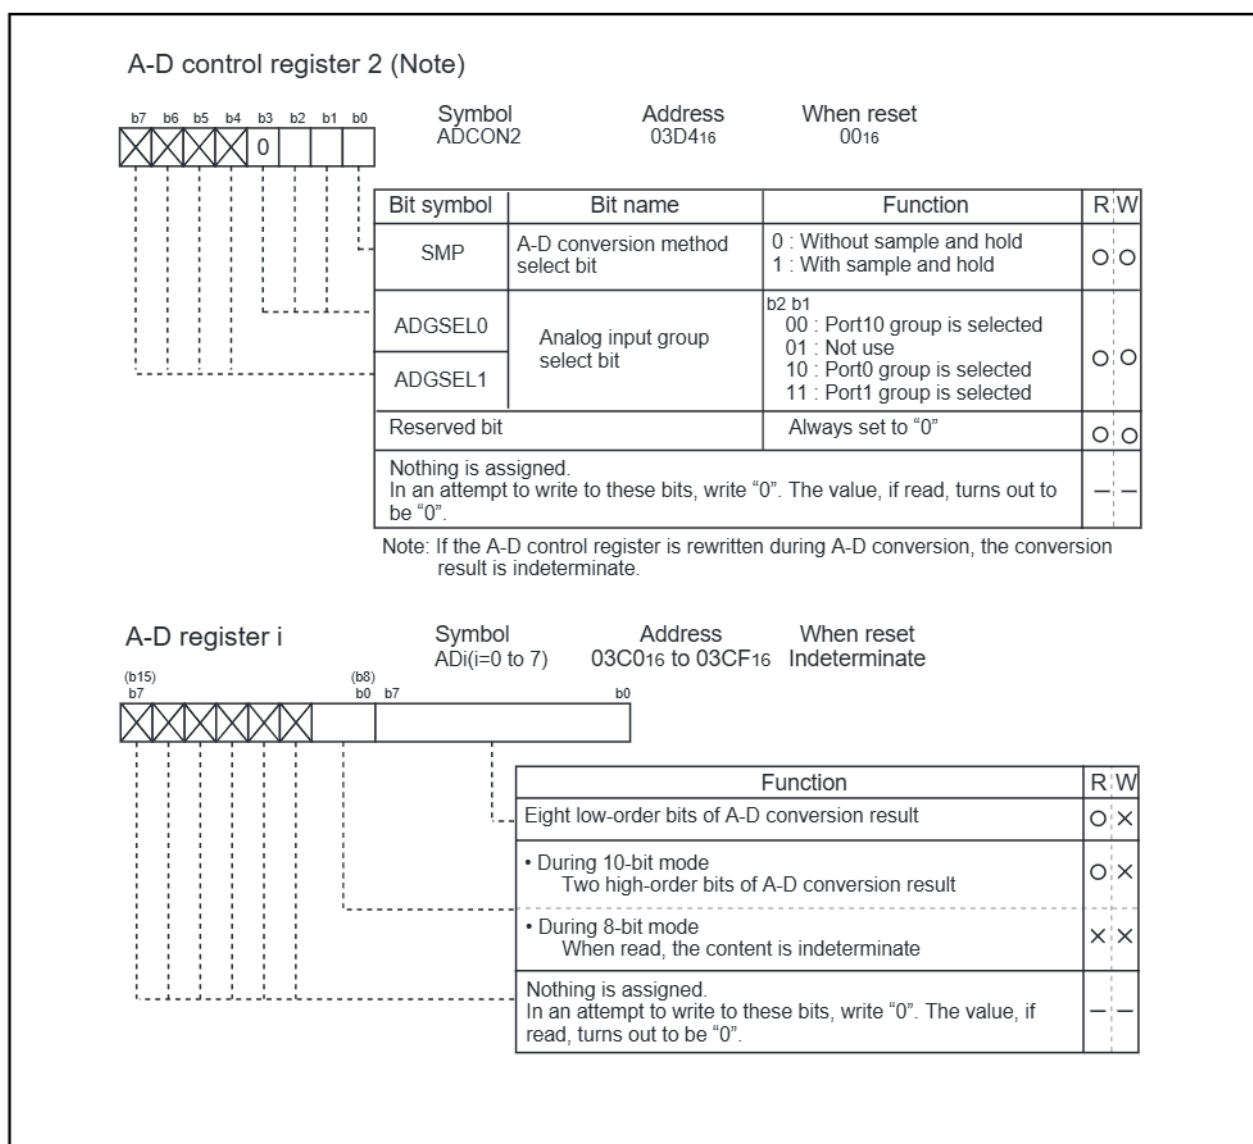 A-D control register 2 (Note)
b7 b6 b5 b4 b3 b2 b1 b0
0
Symbol Address When reset
ADCON2 03D416 0016
Bit symbol Bit name Function R W
SMP A-D conversion method select bit 0 : Without sample and hold
1 : With sample and hold
ADGSEL0
ADGSEL1
Analog input group
select bit
b2 b1
00 : Port10 group is selected
01 : Not use
10 : Port0 group is selected
11 : Port1 group is selected
Reserved bit Always set to “0”
Nothing is assigned.
In an attempt to write to these bits, write “0”. The value, if read, turns out to
be “0”.
Note: If the A-D control register is rewritten during A-D conversion, the conversion
result is indeterminate.
A-D register i
Symbol Address When reset
ADi(i=0 to 7) 03C016 to 03CF16 Indeterminate
(b15) (b8)
b7 b0 b7 b0
Function R W
Eight low-order bits of A-D conversion result
• During 10-bit mode
Two high-order bits of A-D conversion result
• During 8-bit mode
When read, the content is indeterminate
Nothing is assigned.
In an attempt to write to these bits, write “0”. The value, if
read, turns out to be “0”.